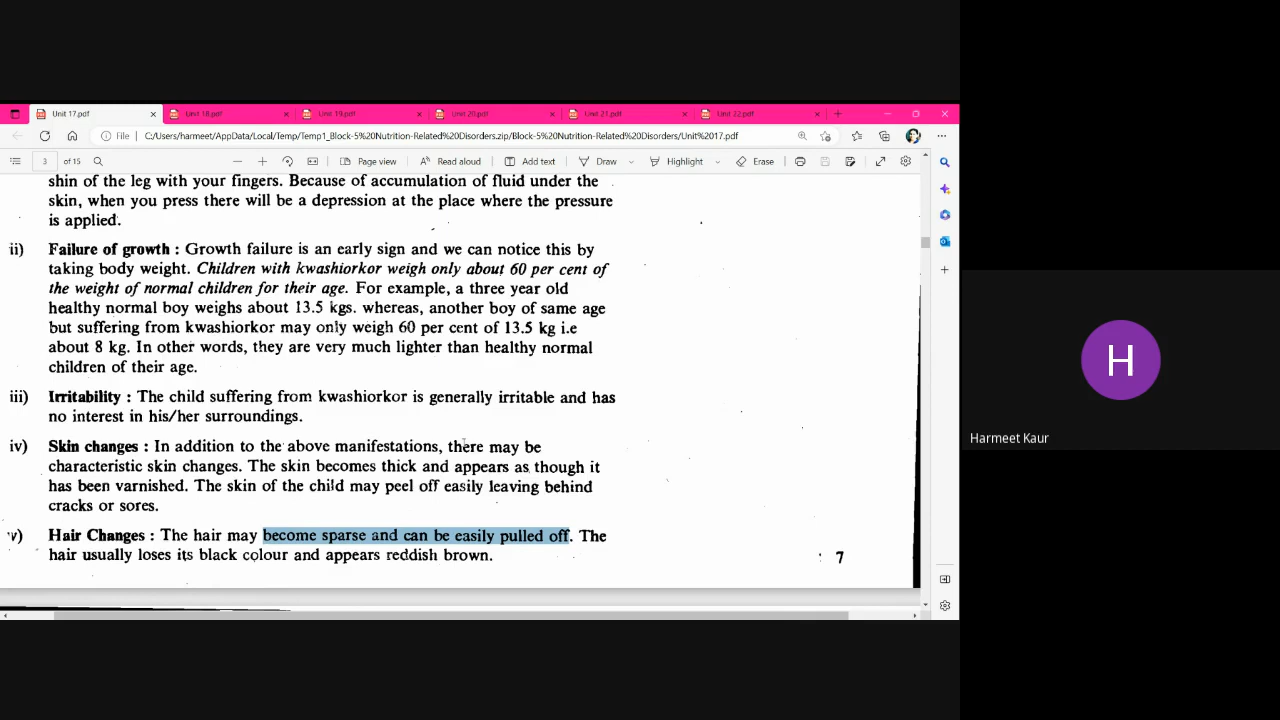 Unit 17.pdf
Unit 18.pdf
Unit 19.pdf
Unit 20.pdf
Unit 21.pdf
Unit 22.pdf
File C:/Users/harmeet/AppData/Local/Temp/Temp1_Block-5%20Nutrition-Related%20Disorders.zip/Block-5%20Nutrition-Related%20Disorders/Unit%2017.pdf
3 of 15 Page view Read aloud Add text Draw Highlight Erase
shin of the leg with your fingers. Because of accumulation of fluid under the
skin, when you press there will be a depression at the place where the pressure
is applied.
ii) Failure of growth : Growth failure is an early sign and we can notice this by
taking body weight. Children with kwashiorkor weigh only about 60 per cent of
the weight of normal children for their age. For example, a three year old
healthy normal boy weighs about 13.5 kgs. whereas, another boy of same age
but suffering from kwashiorkor may only weigh 60 per cent of 13.5 kg i.e
about 8 kg. In other words, they are very much lighter than healthy normal
children of their age.
iii) Irritability : The child suffering from kwashiorkor is generally irritable and has
no interest in his/her surroundings.
iv) Skin changes : In addition to the above manifestations, there may be
characteristic skin changes. The skin becomes thick and appears as though it
has been varnished. The skin of the child may peel off easily leaving behind
cracks or sores.
v) Hair Changes : The hair may become sparse and can be easily pulled off. The
hair usually loses its black colour and appears reddish brown.
7
H
Harmeet Kaur